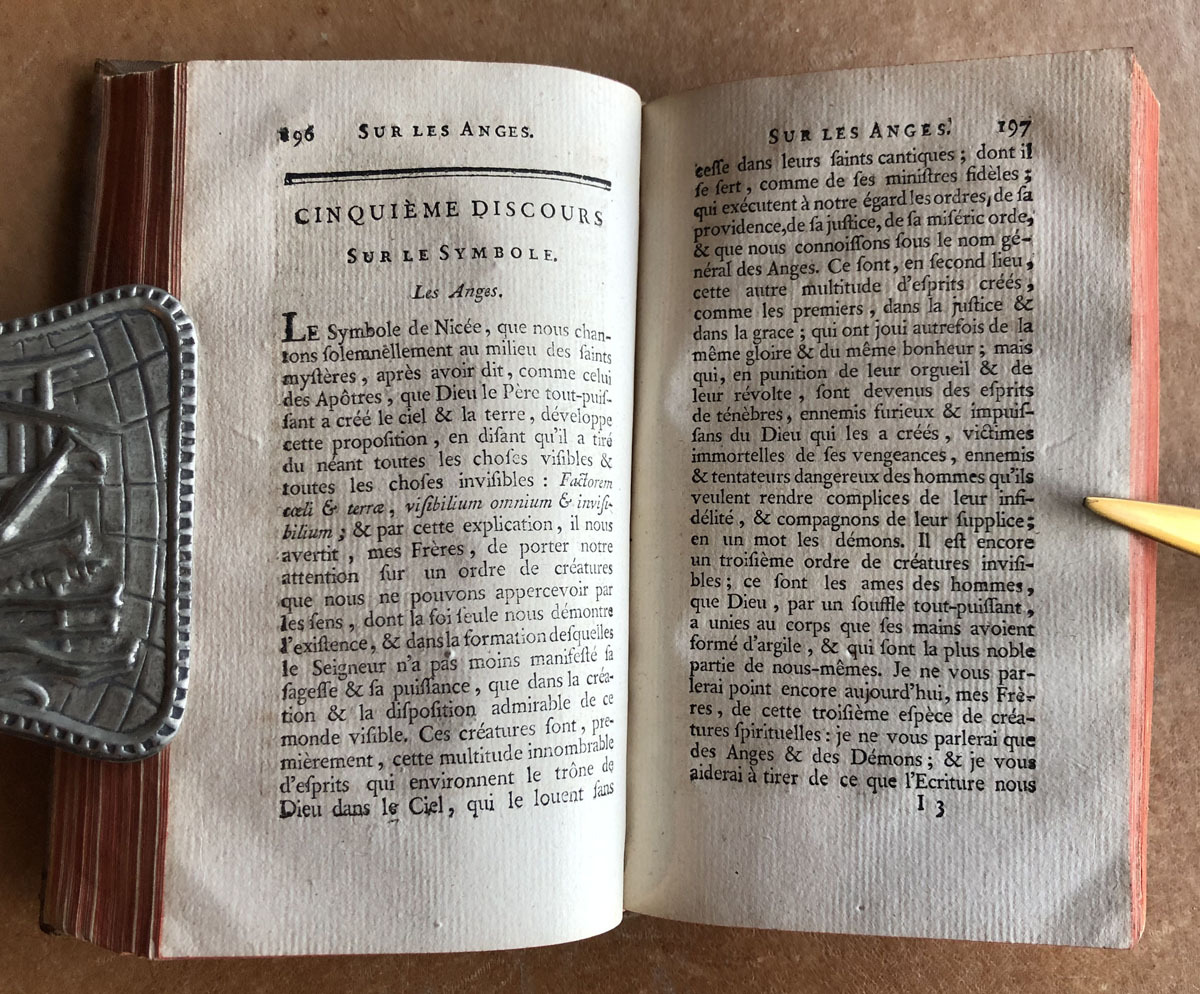 196 SUR LES ANGES.
CINQUIÈME DISCOURS
SUR LE SYMBOLE.
Les Anges.
LE Symbole de Nicée, que nous chan-
tons ſolemnèllement au milieu des ſaints
myſtères, après avoir dit, comme celui
des Apôtres, que Dieu le Père tout-puiſ-
ſant a créé le ciel & la terre, développe
cette propoſition, en diſant qu'il a tiré
du néant toutes les choſes viſibles &
toutes les choſes inviſibles : Factorem
cœli & terræ, viſibilium omnium & inviſi-
bilium ; & par cette explication, il nous
avertit, mes Frères, de porter notre
attention ſur un ordre de créatures
que nous ne pouvons appercevoir par
les ſens, dont la foi ſeule nous démontre
l'exiſtence, & dans la formation deſquelles
le Seigneur n'a pas moins manifeſté ſa
ſageſſe & ſa puiſſance, que dans la créa-
tion & la diſpoſition admirable de ce
monde viſible. Ces créatures ſont, pre-
mièrement, cette multitude innombrable
d'eſprits qui environnent le trône de
Dieu dans le Ciel, qui le louent ſans
SUR LES ANGES. 197
ceſſe dans leurs ſaints cantiques ; dont il
ſe ſert, comme de ſes miniſtres fidèles ;
qui exécutent à notre égard les ordres, de ſa
providence, de ſa juſtice, de ſa miſéric orde,
& que nous connoiſſons ſous le nom gé-
néral des Anges. Ce ſont, en ſecond lieu,
cette autre multitude d'eſprits créés,
comme les premiers, dans la juſtice &
dans la grace ; qui ont joui autrefois de la
même gloire & du même bonheur ; mais
qui, en punition de leur orgueil & de
leur révolte, ſont devenus des eſprits
de ténèbres, ennemis furieux & impuiſ-
ſans du Dieu qui les a créés, victimes
immortelles de ſes vengeances, ennemis
& tentateurs dangereux des hommes qu'ils
veulent rendre complices de leur infi-
délité, & compagnons de leur ſupplice ;
en un mot les démons. Il eſt encore
un troiſième ordre de créatures inviſi-
bles ; ce ſont les ames des hommes,
que Dieu, par un ſouffle tout-puiſſant,
a unies au corps que ſes mains avoient
formé d'argile, & qui ſont la plus noble
partie de nous-mêmes. Je ne vous par-
lerai point encore aujourd'hui, mes Frè-
res, de cette troiſième eſpèce de créa-
tures ſpirituelles : je ne vous parlerai que
des Anges & des Démons ; & je vous
aiderai à tirer de ce que l'Ecriture nous
I 3